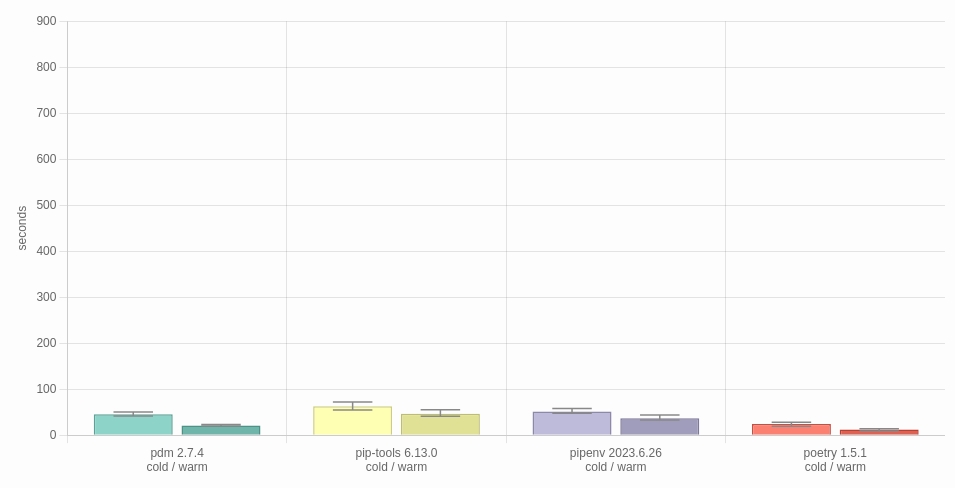 900
800
700
600
500
400
300
200
100
0
seconds
pdm 2.7.4
cold / warm
pip-tools 6.13.0
cold / warm
pipenv 2023.6.26
cold / warm
poetry 1.5.1
cold / warm